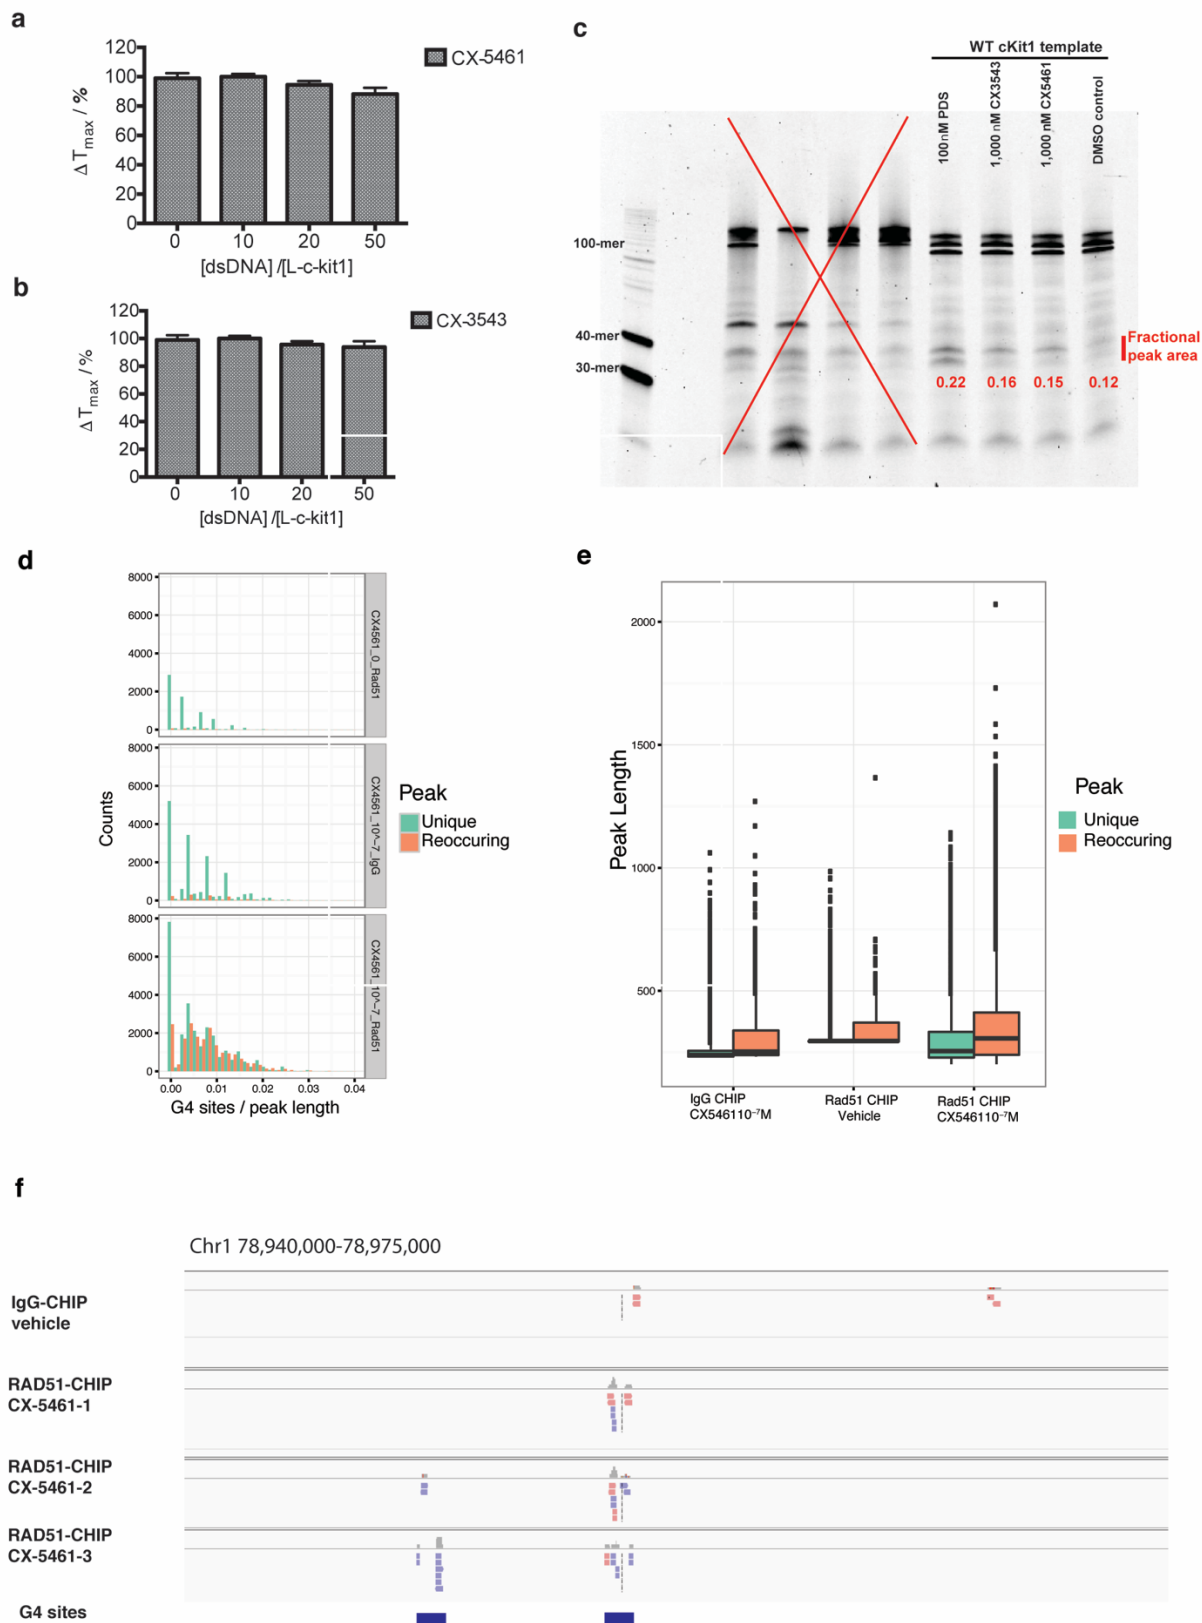 a
120
100
80
60
40
20
0
Δ Tmax / %
0 10 20 50
[dsDNA] /[L-c-kit1]
CX-5461
b
120
100
80
60
40
20
0
Δ Tmax / %
0 10 20 50
[dsDNA] /[L-c-kit1]
CX-3543
c
WT cKit1 template
100nM PDS
1,000 nM CX3543
1,000 nM CX5461
DMSO control
100-mer
40-mer
30-mer
Fractional
peak area
0.22 0.16 0.15 0.12
d
8000
6000
4000
2000
0
CX4561_0_Rad51
8000
6000
4000
2000
0
CX4561_10^-7_IgG
8000
6000
4000
2000
0
CX4561_10^-7_Rad51
Counts
0.00 0.01 0.02 0.03 0.04
G4 sites / peak length
Peak
Unique
Reoccuring
e
2000
1500
1000
500
Peak Length
IgG CHIP
CX546110⁻⁷M
Rad51 CHIP
Vehicle
Rad51 CHIP
CX546110⁻⁷M
Peak
Unique
Reoccuring
f
Chr1 78,940,000-78,975,000
IgG-CHIP
vehicle
RAD51-CHIP
CX-5461-1
RAD51-CHIP
CX-5461-2
RAD51-CHIP
CX-5461-3
G4 sites